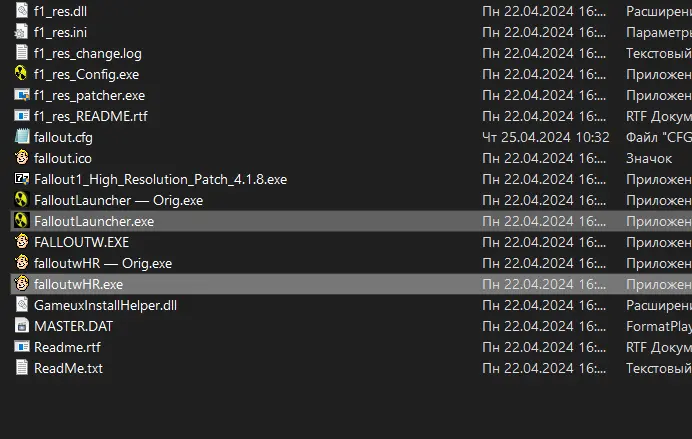 f1_res.dll Пн 22.04.2024 16:... Расширени
f1_res.ini Пн 22.04.2024 16:... Параметры
f1_res_change.log Пн 22.04.2024 16:... Текстовый
f1_res_Config.exe Пн 22.04.2024 16:... Приложен
f1_res_patcher.exe Пн 22.04.2024 16:... Приложен
f1_res_README.rtf Пн 22.04.2024 16:... RTF Докум
fallout.cfg Чт 25.04.2024 10:32 Файл "CFG
fallout.ico Пн 22.04.2024 16:... Значок
Fallout1_High_Resolution_Patch_4.1.8.exe Пн 22.04.2024 16:... Приложен
FalloutLauncher — Orig.exe Пн 22.04.2024 16:... Приложен
FalloutLauncher.exe Пн 22.04.2024 16:... Приложен
FALLOUTW.EXE Пн 22.04.2024 16:... Приложен
falloutwHR — Orig.exe Пн 22.04.2024 16:... Приложен
falloutwHR.exe Пн 22.04.2024 16:... Приложен
GameuxInstallHelper.dll Пн 22.04.2024 16:... Расширени
MASTER.DAT Пн 22.04.2024 16:... FormatPlay
Readme.rtf Пн 22.04.2024 16:... RTF Докум
ReadMe.txt Пн 22.04.2024 16:... Текстовый